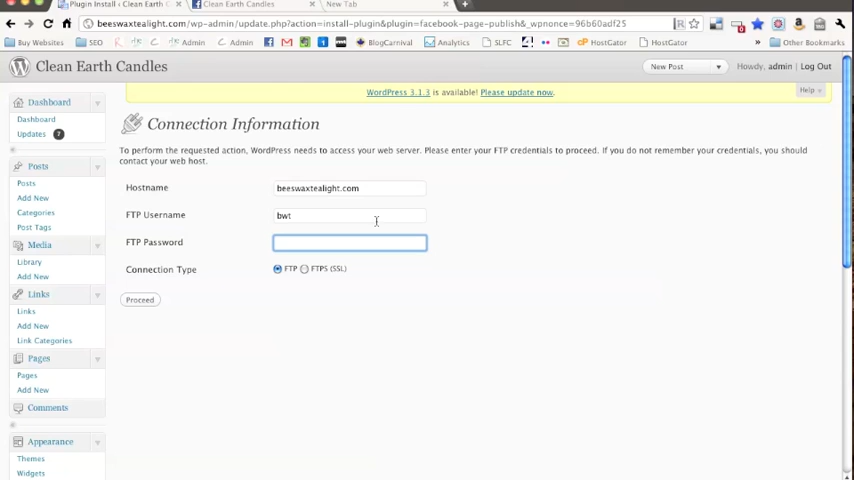 Plugin Install ‹ Clean Earth C
Clean Earth Candles
New Tab
beeswaxtealight.com/wp-admin/update.php?action=install-plugin&plugin=facebook-page-publish&_wpnonce=96b60adf25
Buy Websites
SEO
Admin
Admin
BlogCarnival
Analytics
SLFC
HostGator
HostGator
Other Bookmarks
Clean Earth Candles
New Post
Howdy, admin | Log Out
WordPress 3.1.3 is available! Please update now.
Help
Dashboard
Dashboard
Updates 7
Posts
Posts
Add New
Categories
Post Tags
Media
Library
Add New
Links
Links
Add New
Link Categories
Pages
Pages
Add New
Comments
Appearance
Themes
Widgets
Connection Information
To perform the requested action, WordPress needs to access your web server. Please enter your FTP credentials to proceed. If you do not remember your credentials, you should
contact your web host.
Hostname beeswaxtealight.com
FTP Username bwt
FTP Password
Connection Type FTP FTPS (SSL)
Proceed